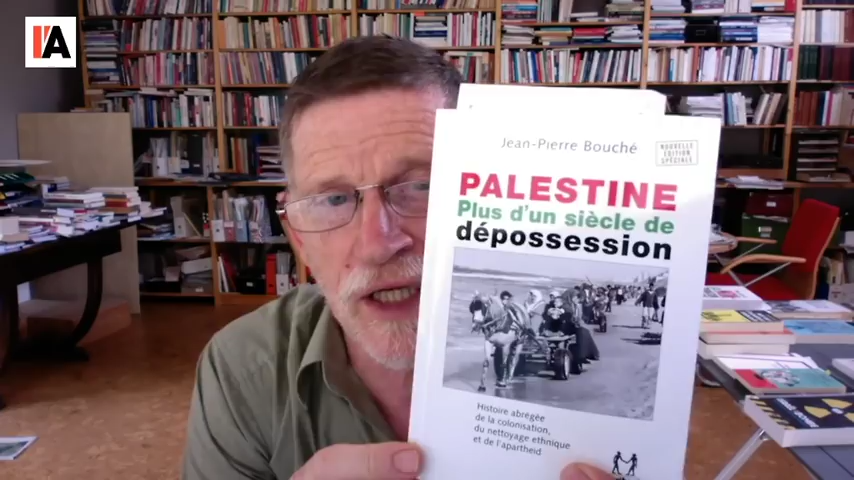 I'A
Jean-Pierre Bouché
NOUVELLE
ÉDITION
SPÉCIALE
PALESTINE
Plus d'un siècle de
dépossession
Histoire abrégée
de la colonisation,
du nettoyage ethnique
et de l'apartheid